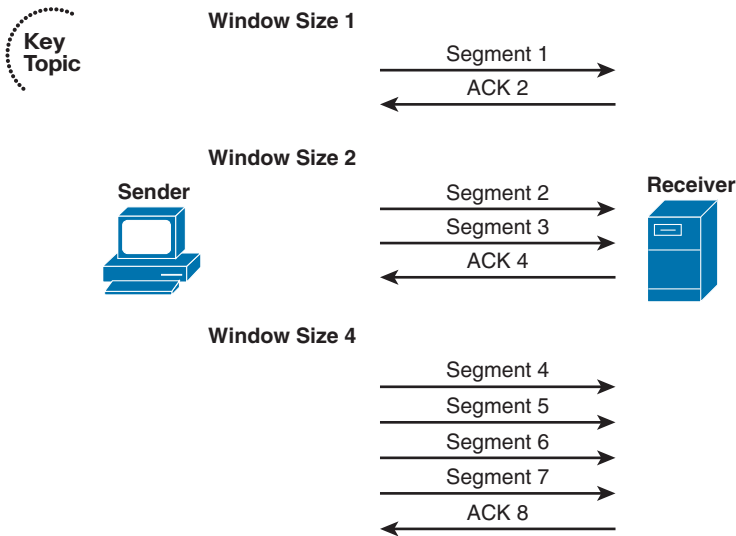 Key
Topic
Window Size 1
Segment 1
ACK 2
Window Size 2
Sender
Receiver
Segment 2
Segment 3
ACK 4
Window Size 4
Segment 4
Segment 5
Segment 6
Segment 7
ACK 8